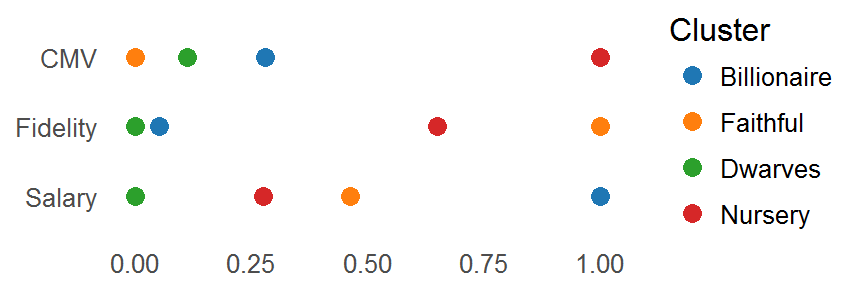 Cluster
CMV
Billionaire
Faithful
Fidelity
Dwarves
Salary
Nursery
0.00 0.25 0.50 0.75 1.00